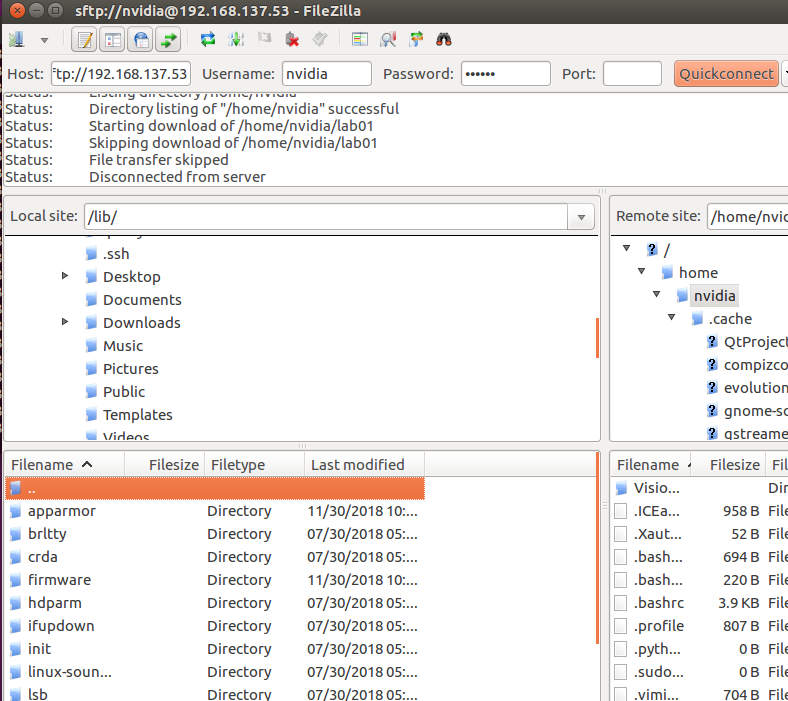 sftp://nvidia@192.168.137.53 - FileZilla
Host: ftp://192.168.137.53 Username: nvidia Password: •••••• Port: Quickconnect
Status: Listing directory /home/nvidia
Status: Directory listing of "/home/nvidia" successful
Status: Starting download of /home/nvidia/lab01
Status: Skipping download of /home/nvidia/lab01
Status: File transfer skipped
Status: Disconnected from server
Local site: /lib/
.ssh
Desktop
Documents
Downloads
Music
Pictures
Public
Templates
Videos
Remote site: /home/nvid
/
home
nvidia
.cache
QtProject
compizco
evolution
gnome-so
gstreame
Filename Filesize Filetype Last modified
..
apparmor Directory 11/30/2018 10:...
brltty Directory 07/30/2018 05:...
crda Directory 07/30/2018 05:...
firmware Directory 11/30/2018 10:...
hdparm Directory 07/30/2018 05:...
ifupdown Directory 07/30/2018 05:...
init Directory 07/30/2018 05:...
linux-soun... Directory 07/30/2018 05:...
lsb Directory 07/30/2018 05:...
Filename Filesize File
Visio... Dir
.ICEa... 958 B File
.Xaut... 52 B File
.bash... 694 B File
.bash... 220 B File
.bashrc 3.9 KB File
.profile 807 B File
.pyth... 0 B File
.sudo... 0 B File
.vimi... 704 B File